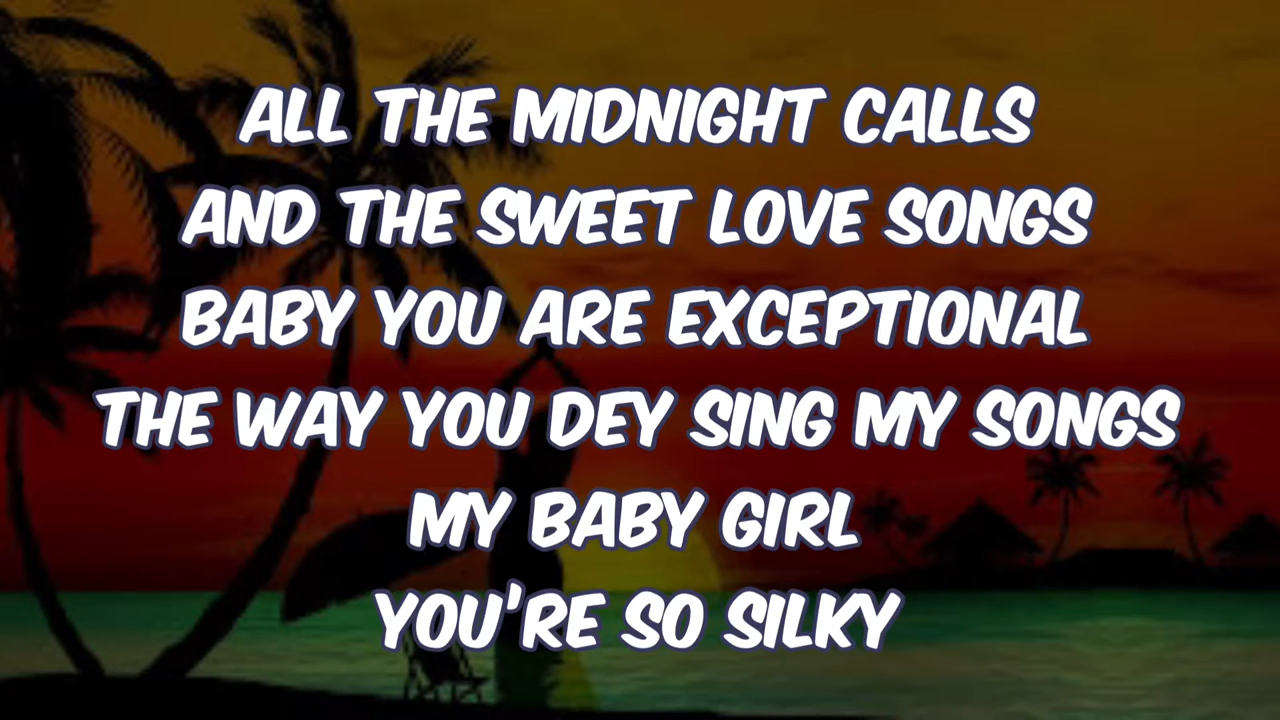 ALL THE MIDNIGHT CALLS
AND THE SWEET LOVE SONGS
BABY YOU ARE EXCEPTIONAL
THE WAY YOU DEY SING MY SONGS
MY BABY GIRL
YOU'RE SO SILKY